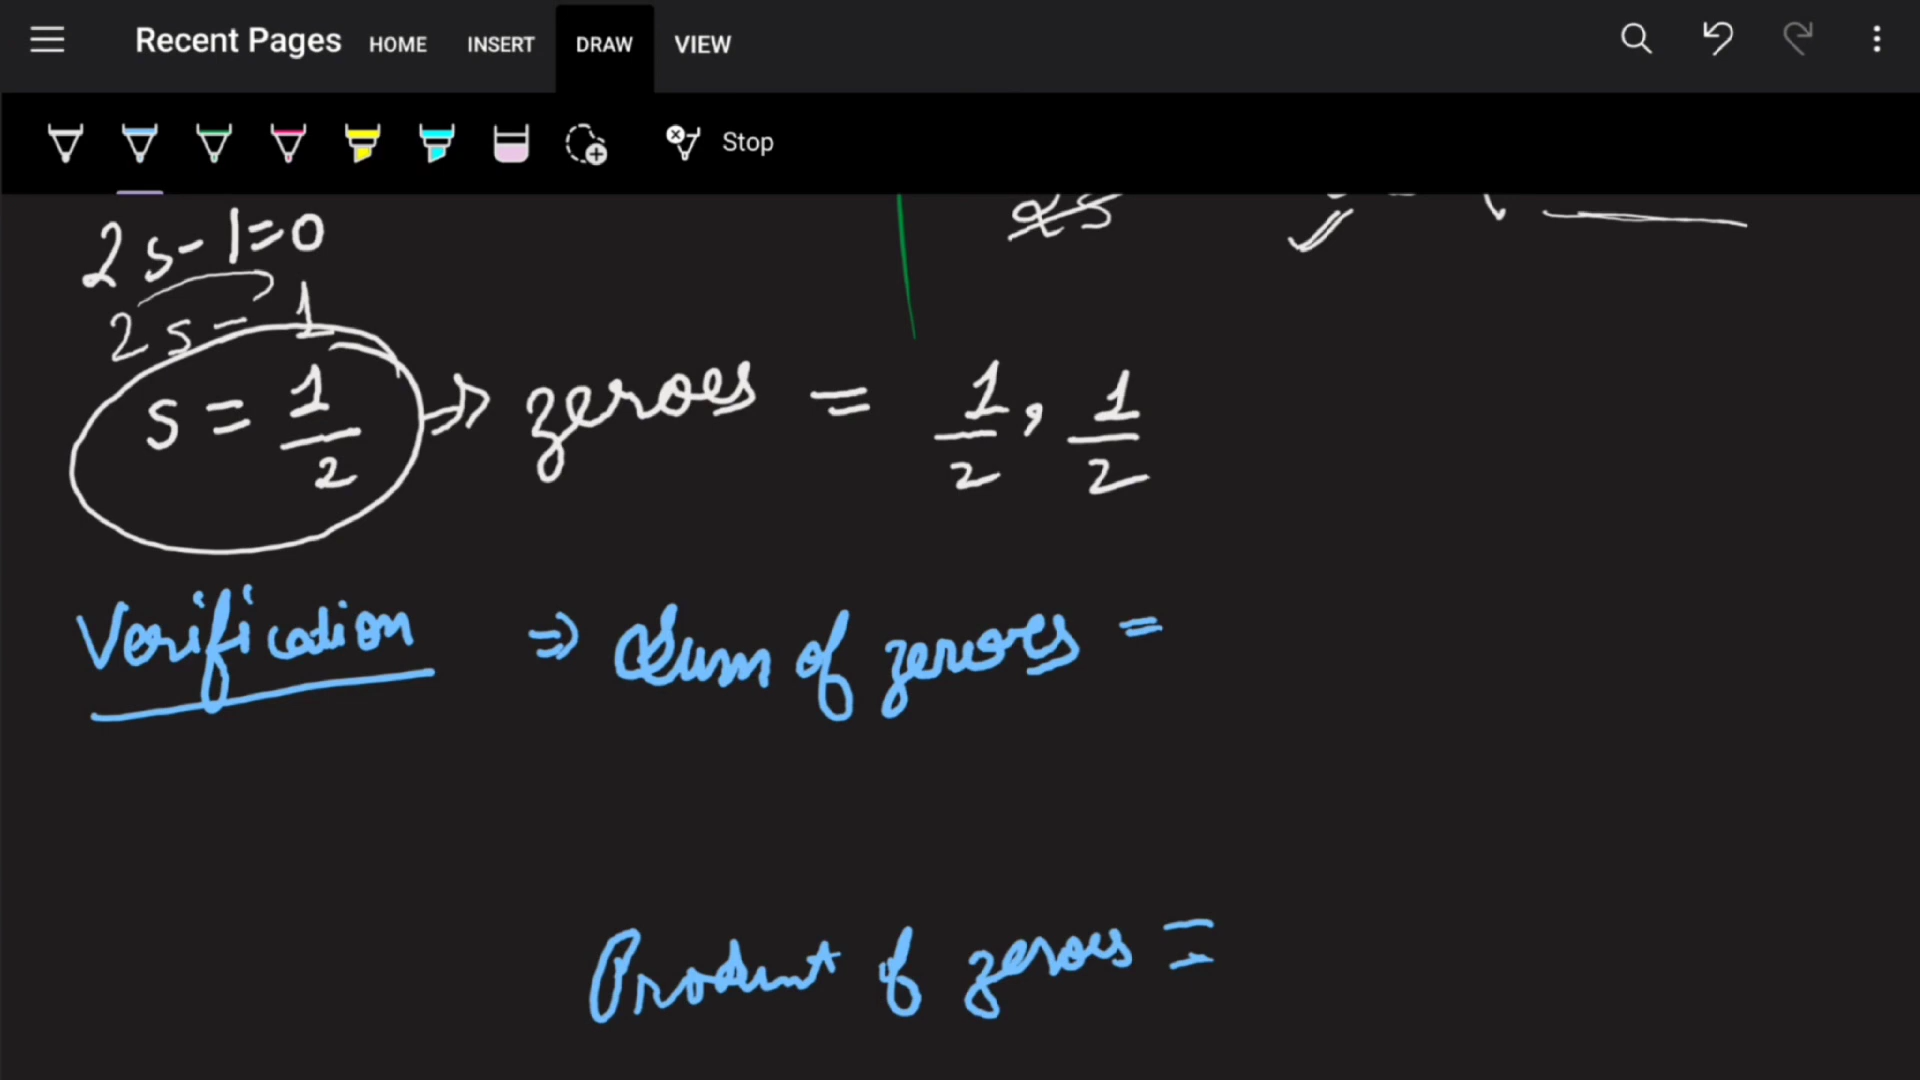 Recent Pages HOME INSERT DRAW VIEW
Stop
2s-1=0
2s = 1
s = 1/2 => zeroes = 1/2, 1/2
Verification => Sum of zeroes =
Product of zeroes =